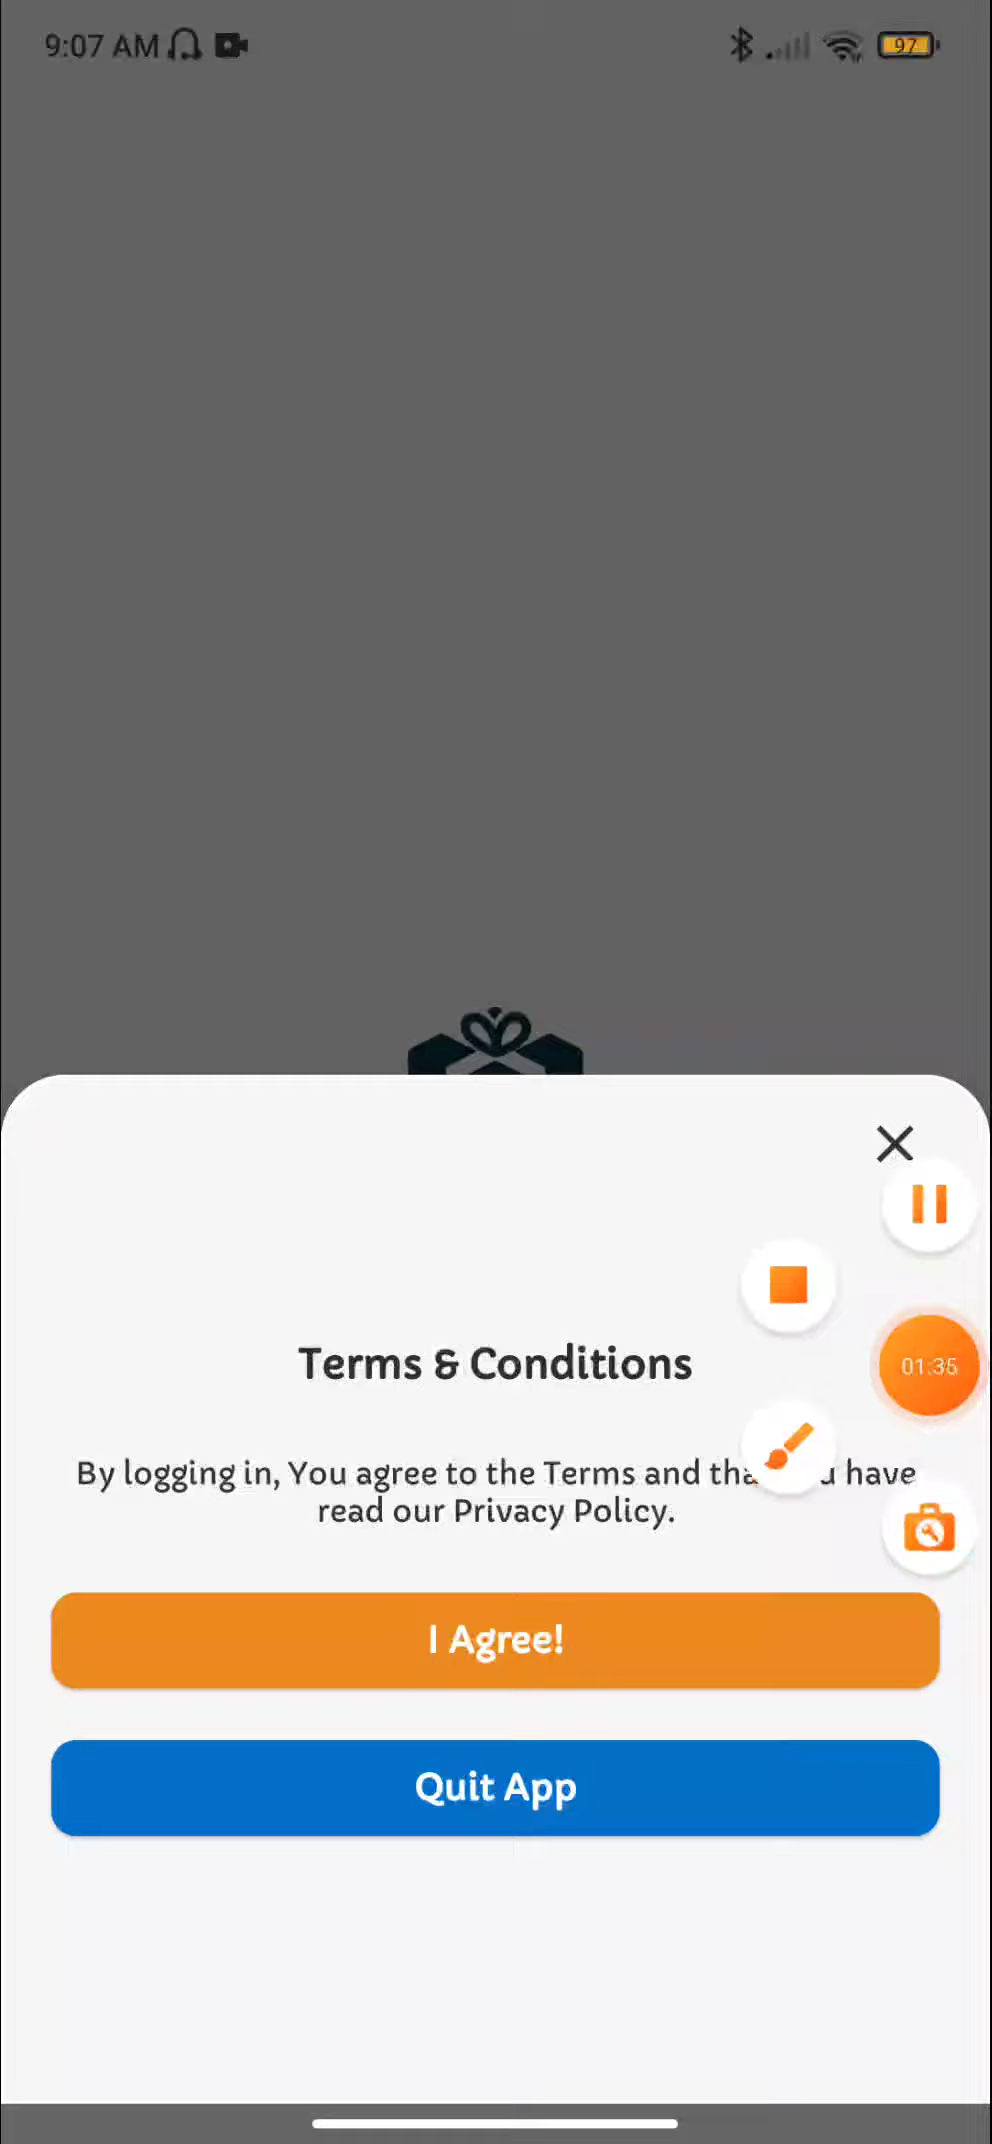 9:07 AM
97
01:35
Terms & Conditions
By logging in, You agree to the Terms and have
read our Privacy Policy.
I Agree!
Quit App